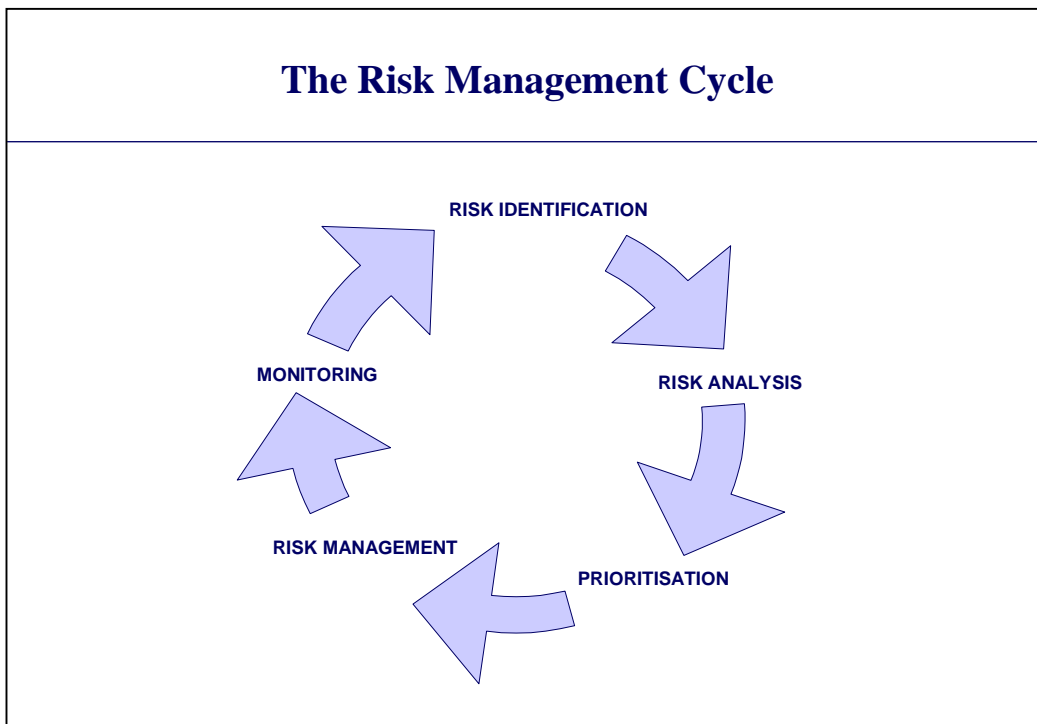 The Risk Management Cycle
RISK IDENTIFICATION
RISK ANALYSIS
PRIORITISATION
RISK MANAGEMENT
MONITORING